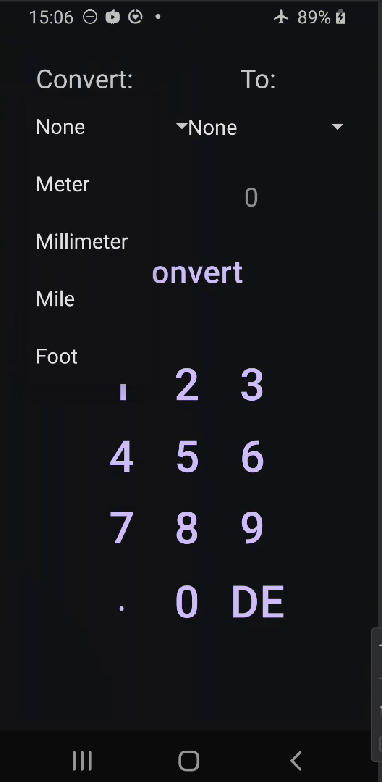 15:06 89%
Convert: To:
None None
Meter
0
Millimeter
onvert
Mile
Foot
2 3
4 5 6
7 8 9
. 0 DE